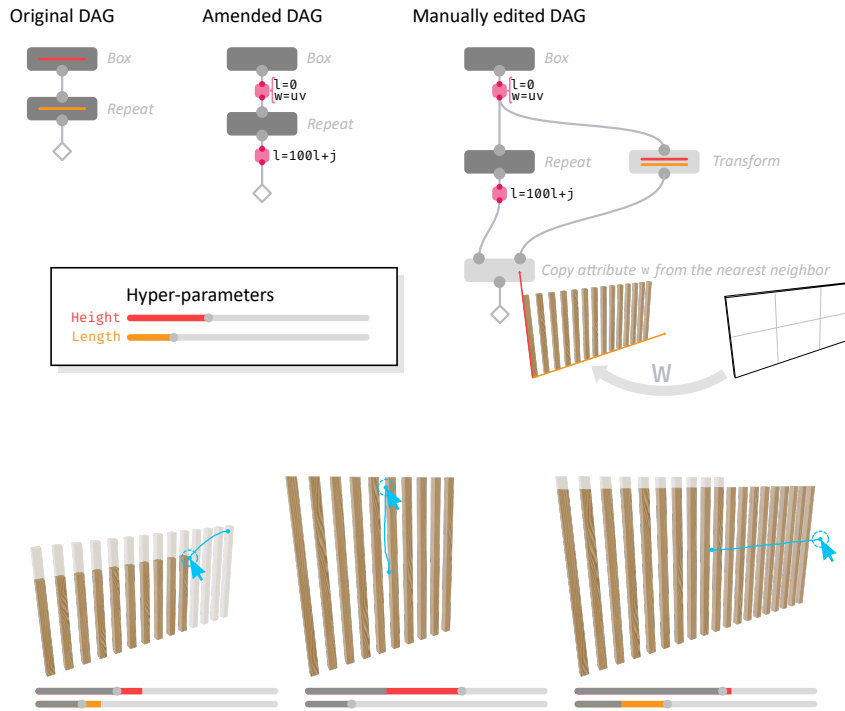 Original DAG
Amended DAG
Manually edited DAG
Box
Repeat
Box
l=0
w=uv
Repeat
l=100l+j
Box
l=0
w=uv
Repeat
Transform
l=100l+j
Copy attribute w from the nearest neighbor
Hyper-parameters
Height
Length
w